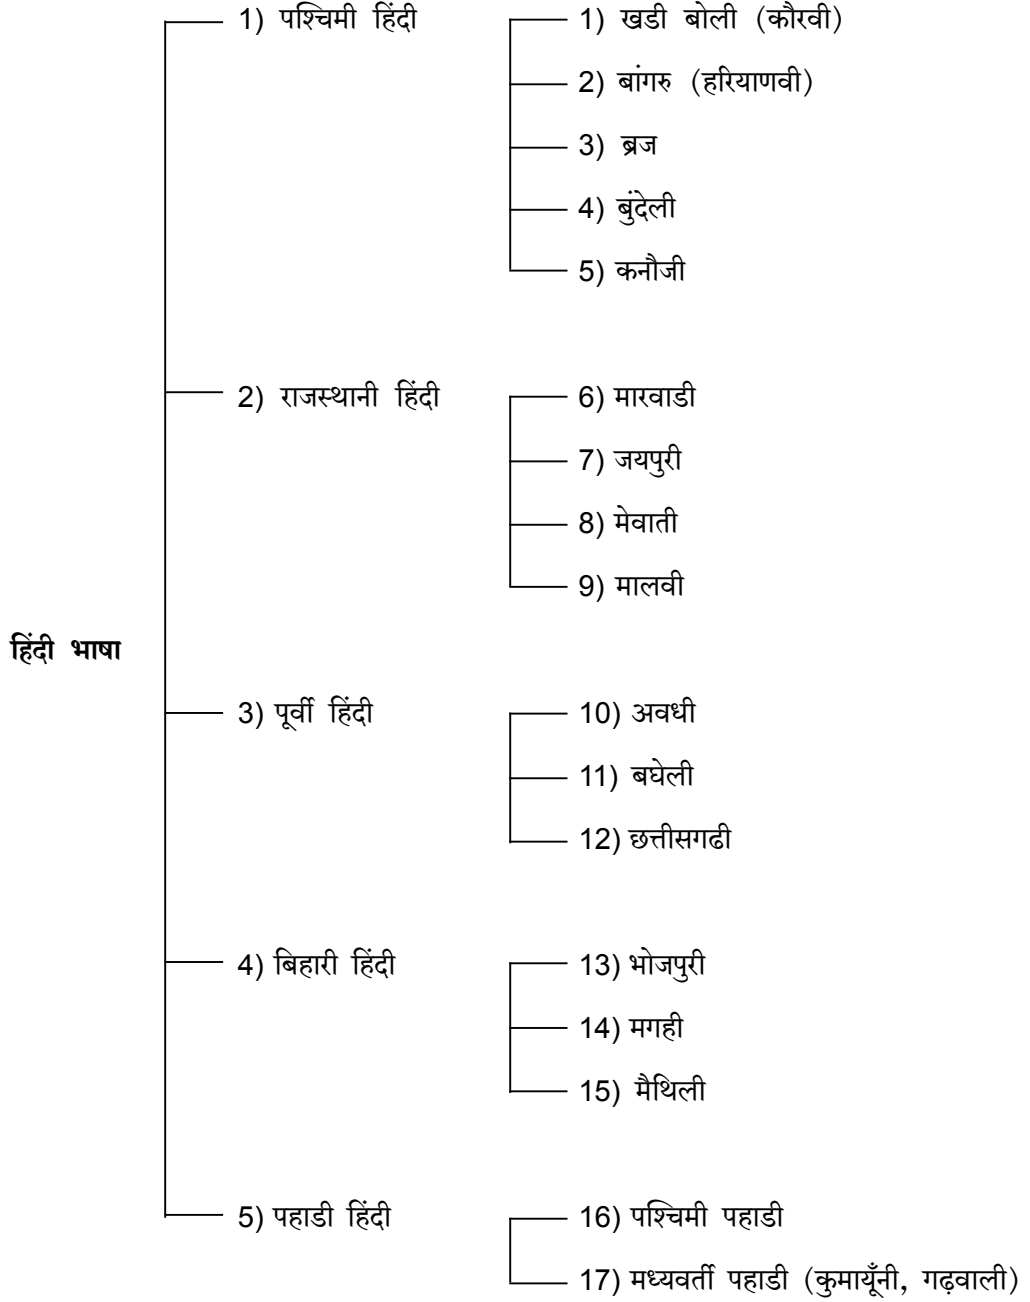 1) पश्चिमी हिंदी
1) खडी बोली (कौरवी)
2) बांगरु (हरियाणवी)
3) ब्रज
4) बुंदेली
5) कनौजी
2) राजस्थानी हिंदी
6) मारवाडी
7) जयपुरी
8) मेवाती
9) मालवी
हिंदी भाषा
3) पूर्वी हिंदी
10) अवधी
11) बघेली
12) छत्तीसगढी
4) बिहारी हिंदी
13) भोजपुरी
14) मगही
15) मैथिली
5) पहाडी हिंदी
16) पश्चिमी पहाडी
17) मध्यवर्ती पहाडी (कुमायूँनी, गढ़वाली)